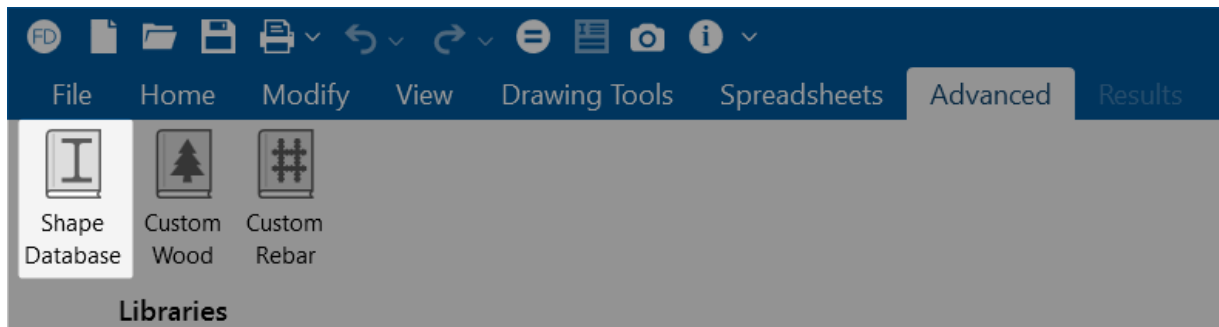 FD
File Home Modify View Drawing Tools Spreadsheets Advanced Results
Shape Custom Custom
Database Wood Rebar
Libraries